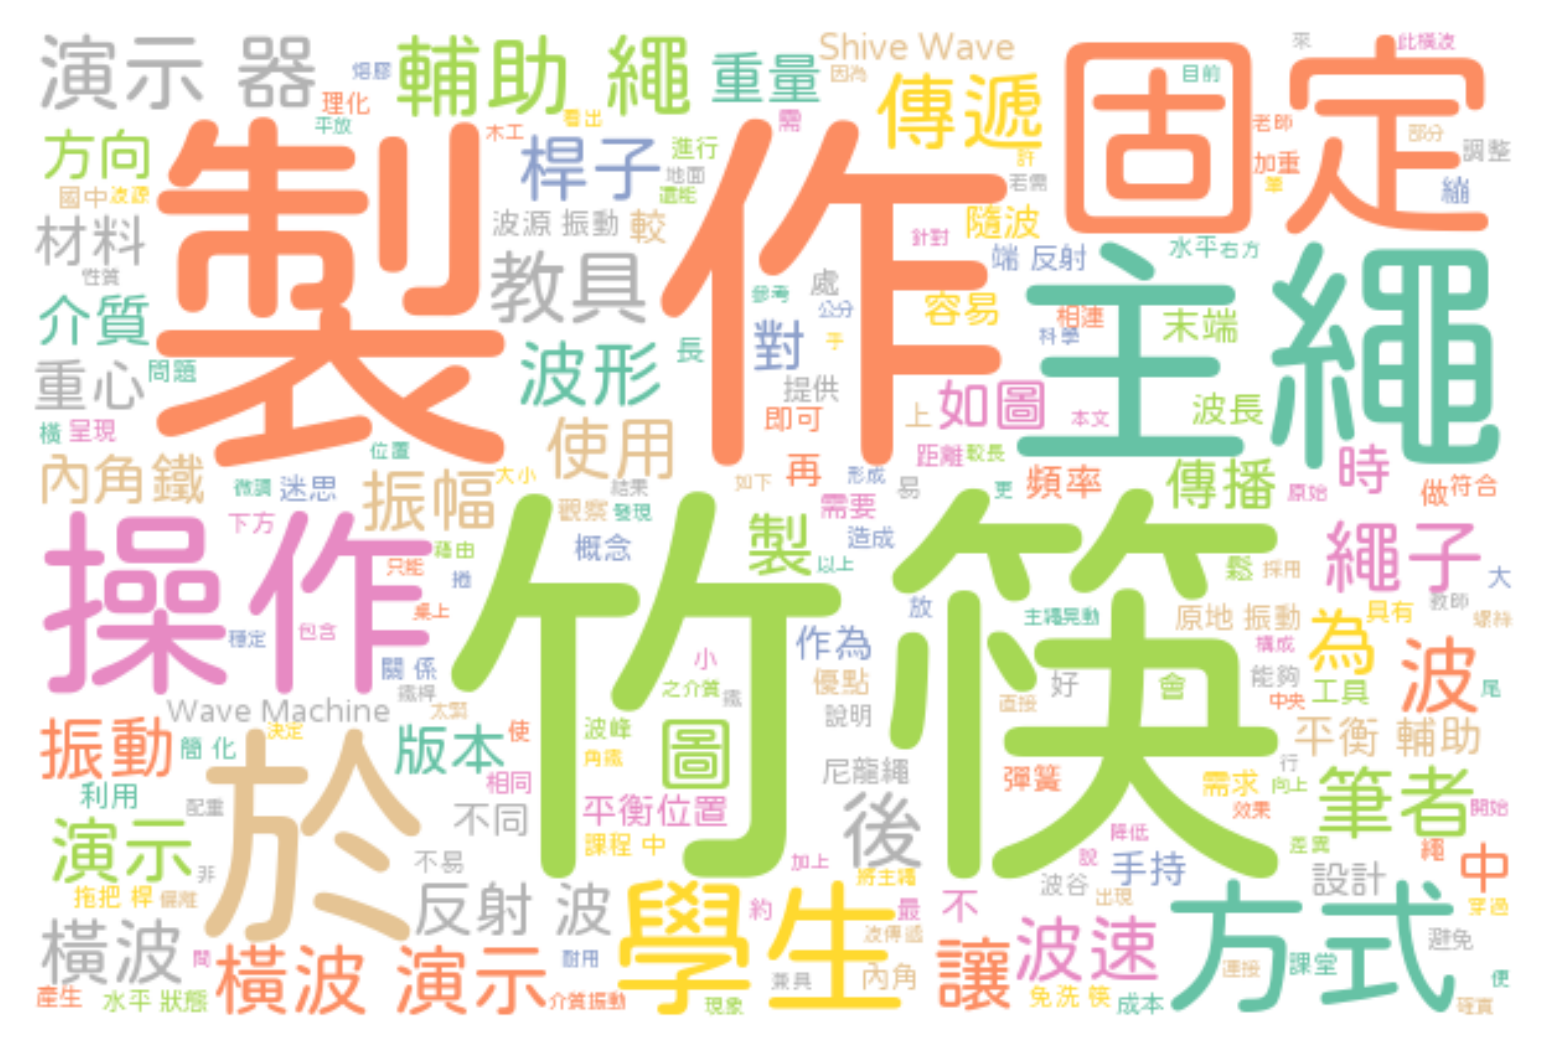 演示 器
輔助 繩
重量
Shive Wave
固定
來
此橫波
熔膠
因為
目前
理化
平放
木工
看出
需
傳遞
老師
部分
方向
製作
桿子
進行
許
加重
調整
國中
波源
地面
還能
若需
筆
繃
材料
波源 振動
較
針對
隨波
主繩
水平
右方
性質
教具
處
端 反射
介質
參考
公分
容易
相連
科學
末端
重心
問題
波形
長
對
手
提供
如圖
本文
波長
橫
呈現
位置
使用
即可
上
內角鐵
微調
迷思
振幅
大小
結果
如下
再
形成
易
距離
較長
更
頻率
傳播
時
原始
做
符合
操作
下方
竹筷
觀察
發現
需要
概念
製
造成
以上
繩子
藉由
只能
捲
鬆
採用
大
桌上
放
主繩晃動
原地 振動
教師
具有
螺絲
穩定
包含
作為
為
波
構成
關 係
小
優點
好
會
能夠
鐵桿
之介質
鐵
直接
中央
工具
尾
Wave Machine
太緊
說明
振動
簡 化
決定
於
版本
使
波峰
圖
角鐵
平衡 輔助
尼龍繩
行
利用
相同
彈簧
需求
向上
筆者
配重
不同
平衡位置
後
效果
開始
演示
課程 中
降低
差異
繩
中
非
不易
加上
說
手持
拖把 桿
偏離
反射 波
將主繩
波谷
出現
設計
方式
穿過
橫波
學生
約
最
不
波傳遞
避免
間
橫波 演示
耐用
讓
波速
連接
課堂
兼具
內角
便
產生
水平 狀態
介質振動
現象
免洗 筷
成本